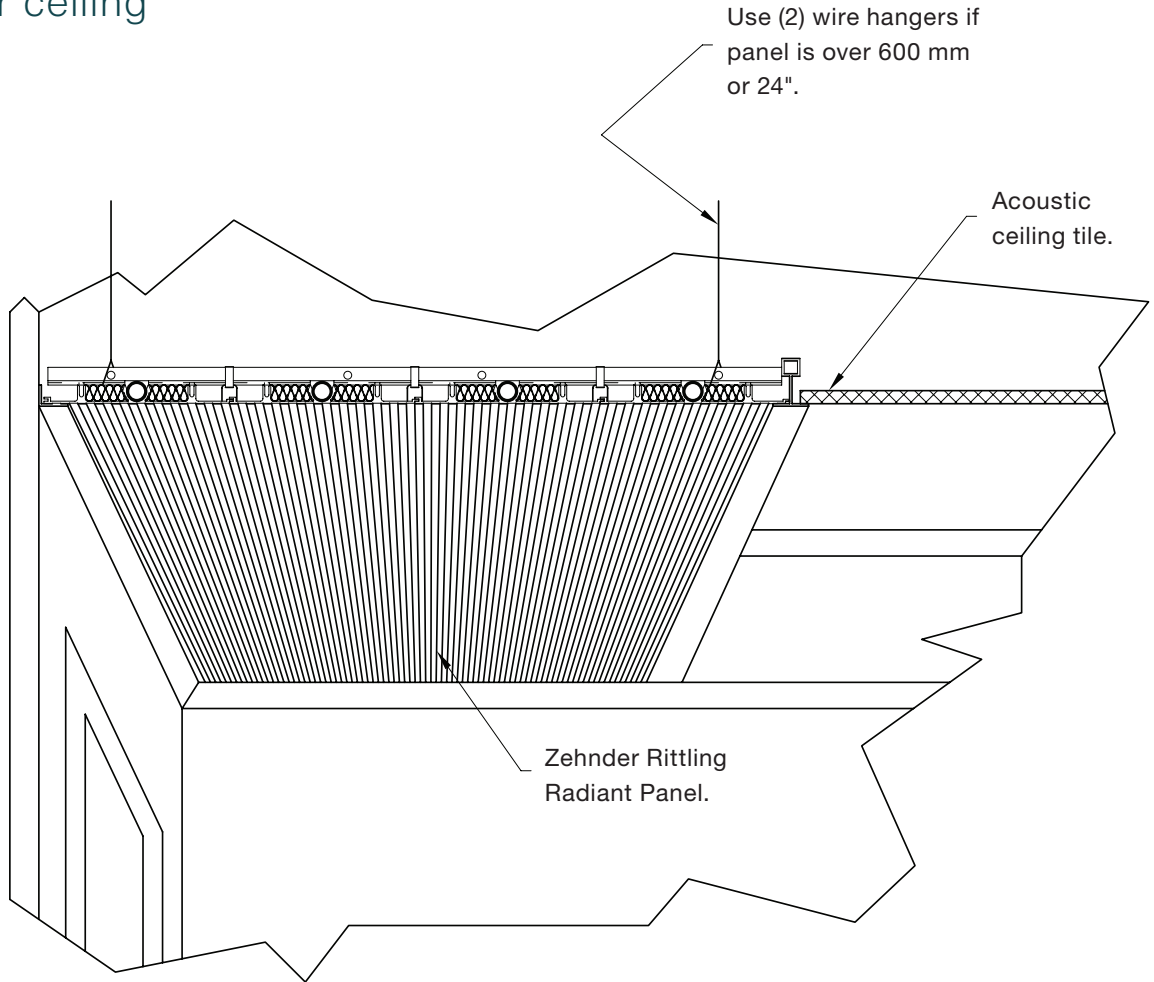 ceiling
Use (2) wire hangers if
panel is over 600 mm
or 24".
Acoustic
ceiling tile.
Zehnder Rittling
Radiant Panel.